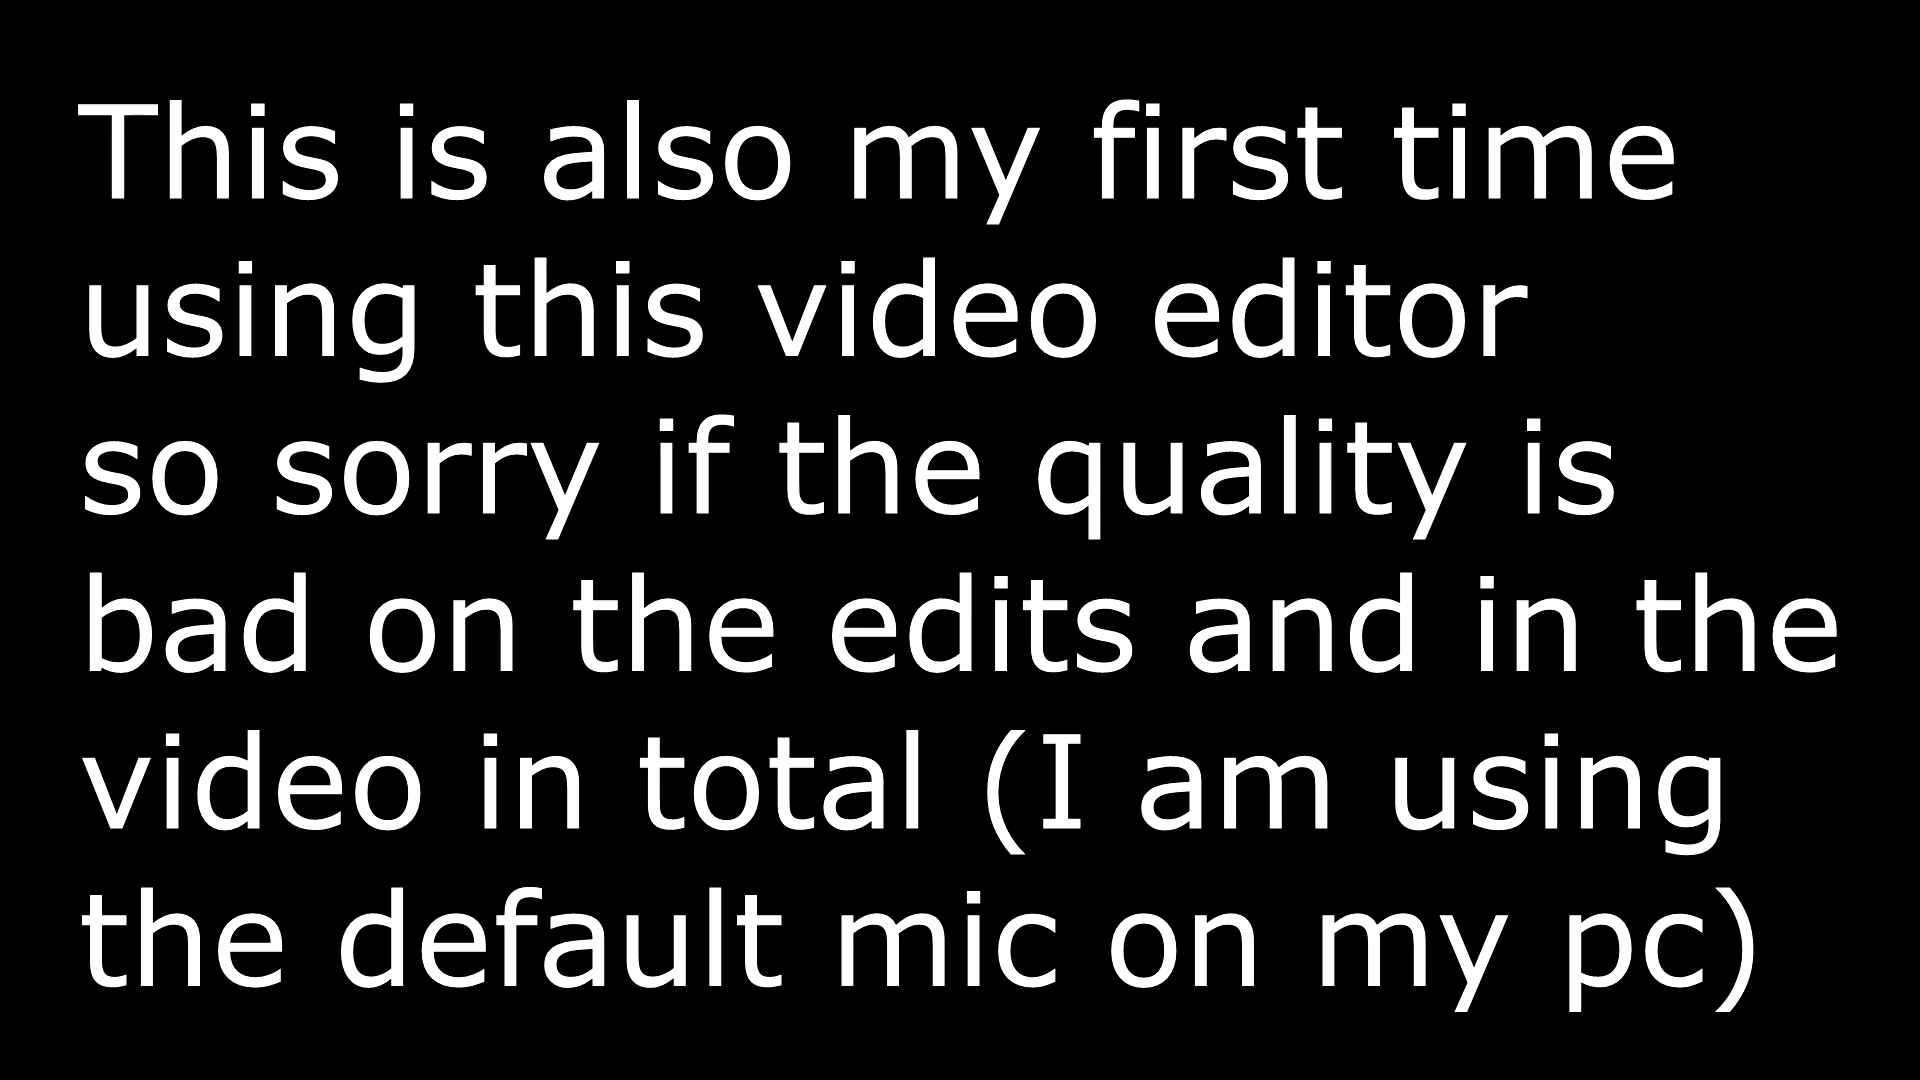 This is also my first time
using this video editor
so sorry if the quality is
bad on the edits and in the
video in total (I am using
the default mic on my pc)